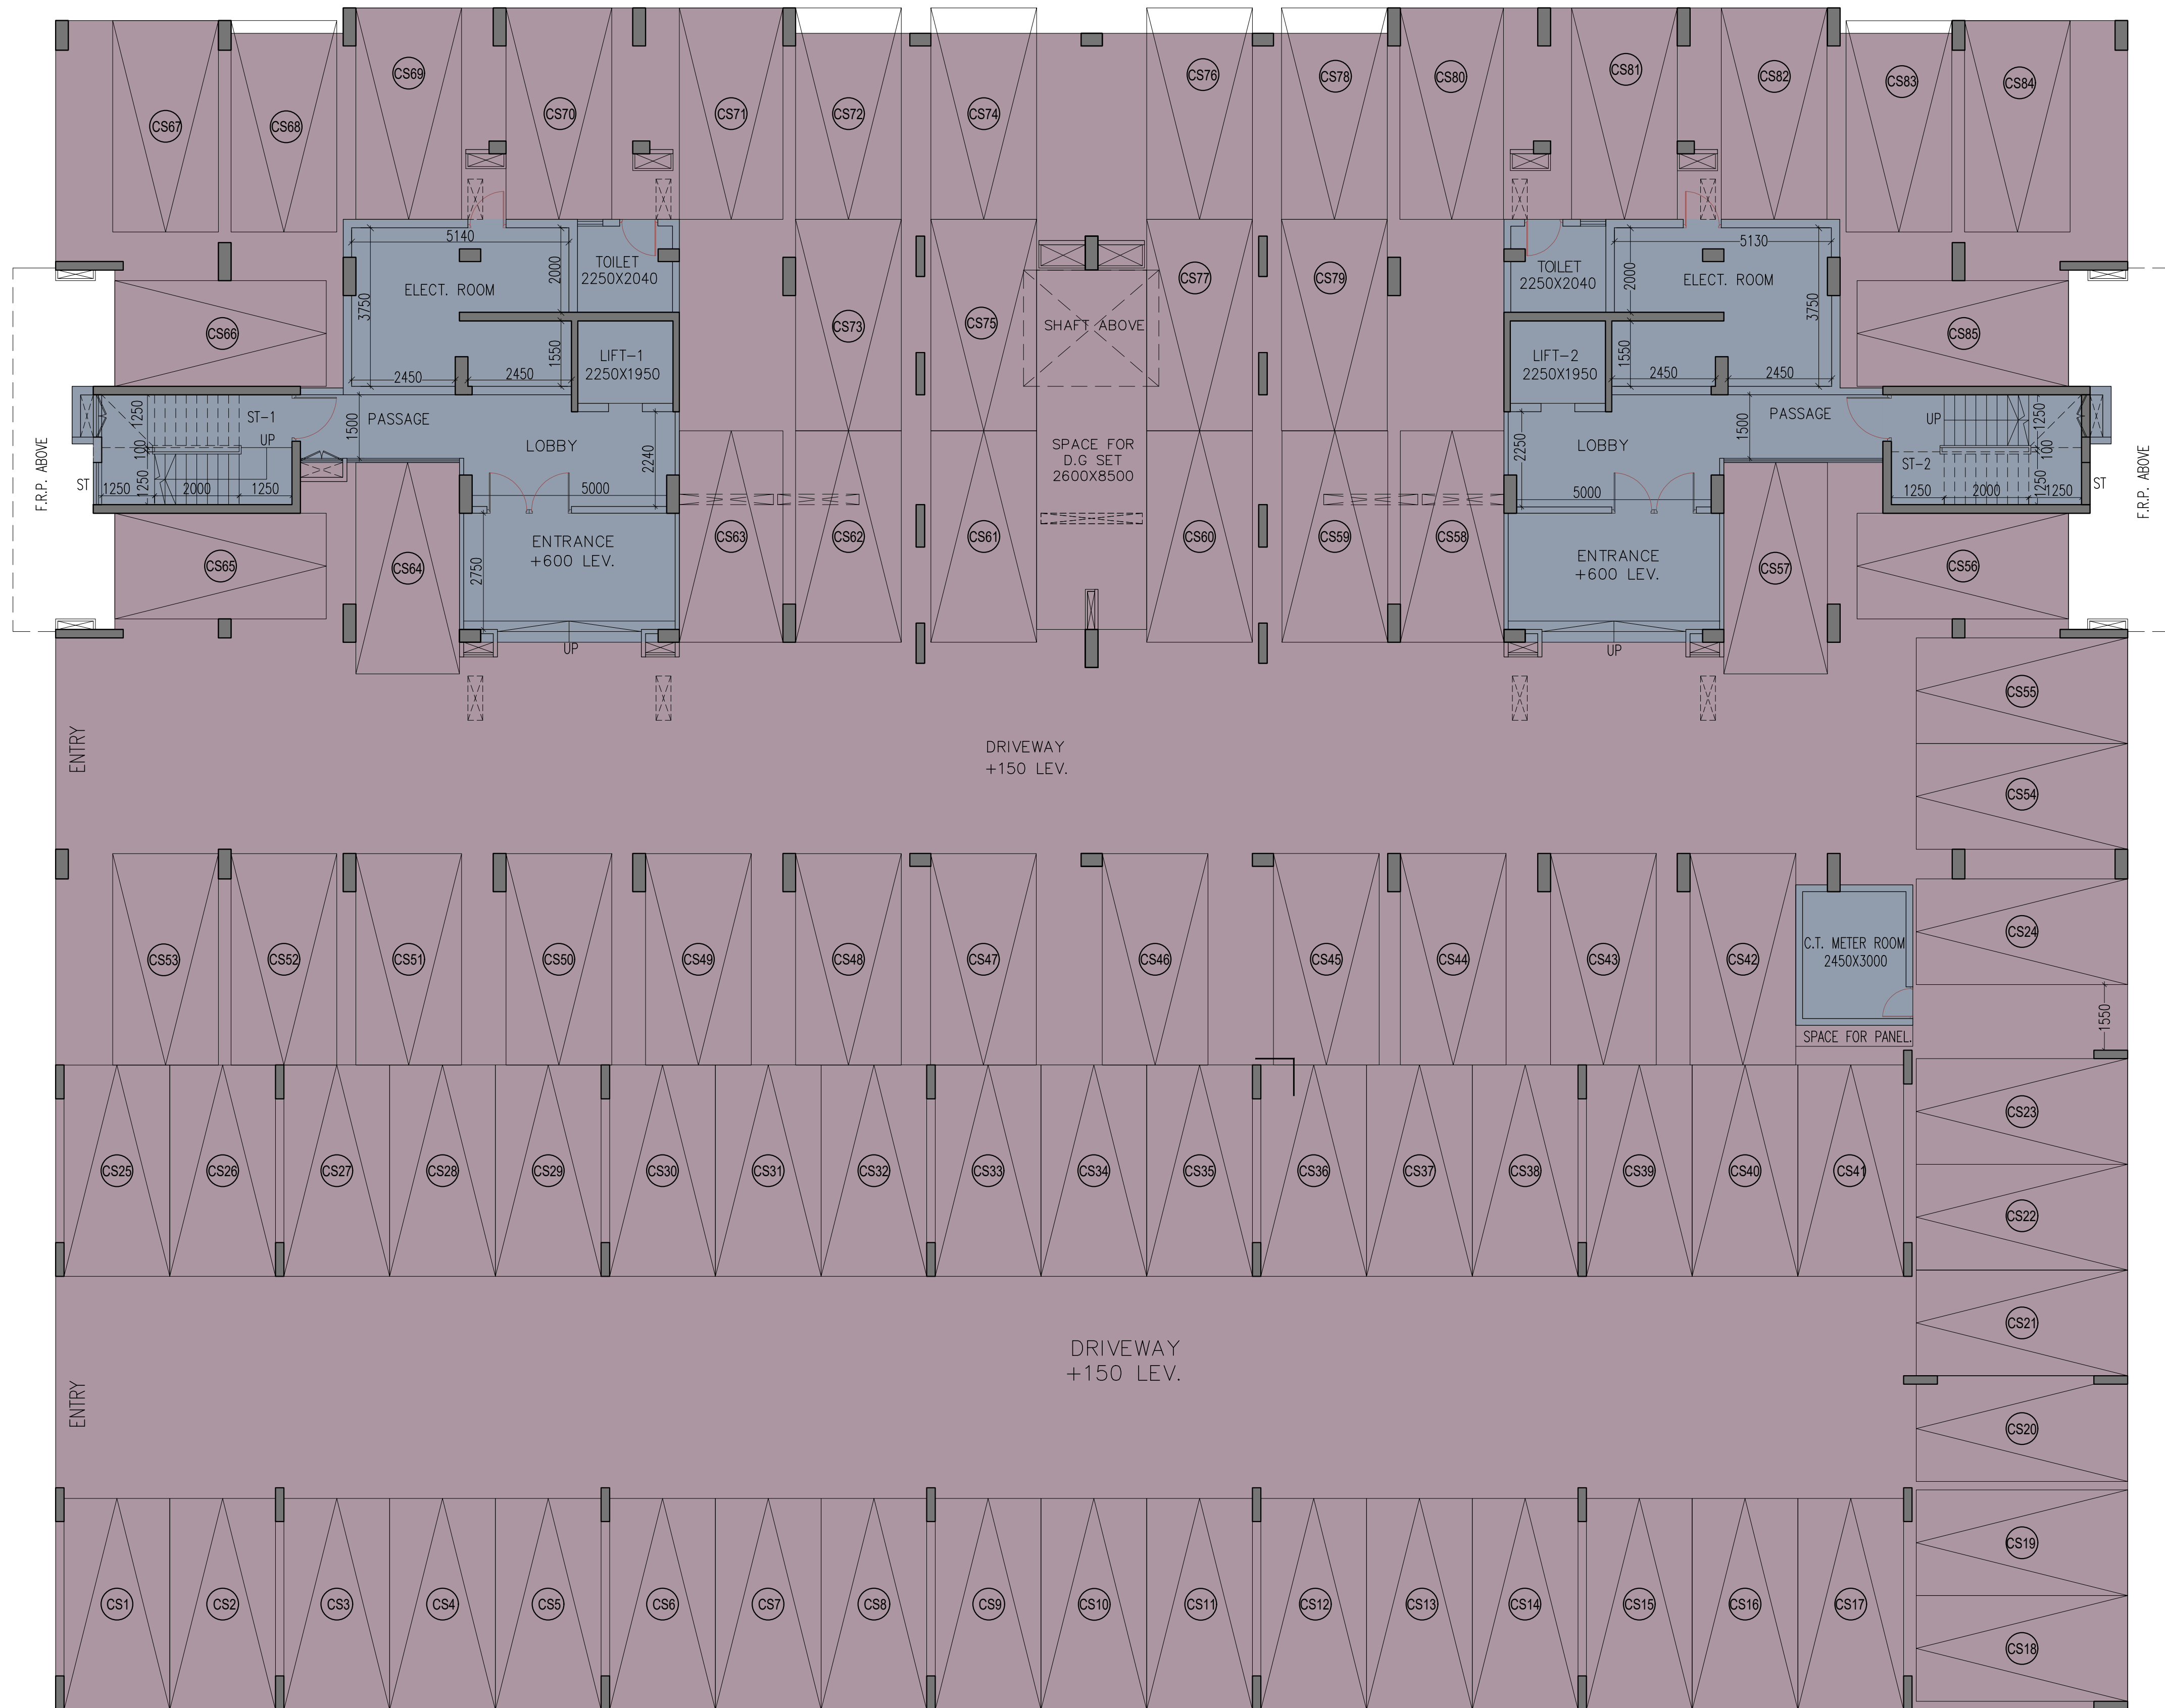 CS67
CS68
CS69
CS70
CS71
CS72
CS74
CS76
CS78
CS80
CS81
CS82
CS83
CS84
5140
2000
TOILET
2250X2040
ELECT. ROOM
3750
CS66
CS73
CS75
SHAFT ABOVE
CS77
CS79
5130
2000
TOILET
2250X2040
ELECT. ROOM
3750
CS85
1550
LIFT-1
2250X1950
2450
2450
LIFT-2
2250X1950
1550
2450
2450
F.R.P. ABOVE
ST
1250
100
1250
ST-1
UP
1250
2000
1250
1500
PASSAGE
LOBBY
2240
5000
SPACE FOR
D.G SET
2600X8500
2250
LOBBY
5000
1500
PASSAGE
UP
ST-2
1250
100
1250
1250
2000
1250
ST
F.R.P. ABOVE
CS65
CS64
2750
ENTRANCE
+600 LEV.
UP
CS63
CS62
CS61
CS60
CS59
CS58
ENTRANCE
+600 LEV.
UP
CS57
CS56
ENTRY
DRIVEWAY
+150 LEV.
CS55
CS54
CS53
CS52
CS51
CS50
CS49
CS48
CS47
CS46
CS45
CS44
CS43
CS42
C.T. METER ROOM
2450X3000
SPACE FOR PANEL.
CS24
1550
CS25
CS26
CS27
CS28
CS29
CS30
CS31
CS32
CS33
CS34
CS35
CS36
CS37
CS38
CS39
CS40
CS41
CS23
CS22
CS21
ENTRY
DRIVEWAY
+150 LEV.
CS20
CS19
CS1
CS2
CS3
CS4
CS5
CS6
CS7
CS8
CS9
CS10
CS11
CS12
CS13
CS14
CS15
CS16
CS17
CS18